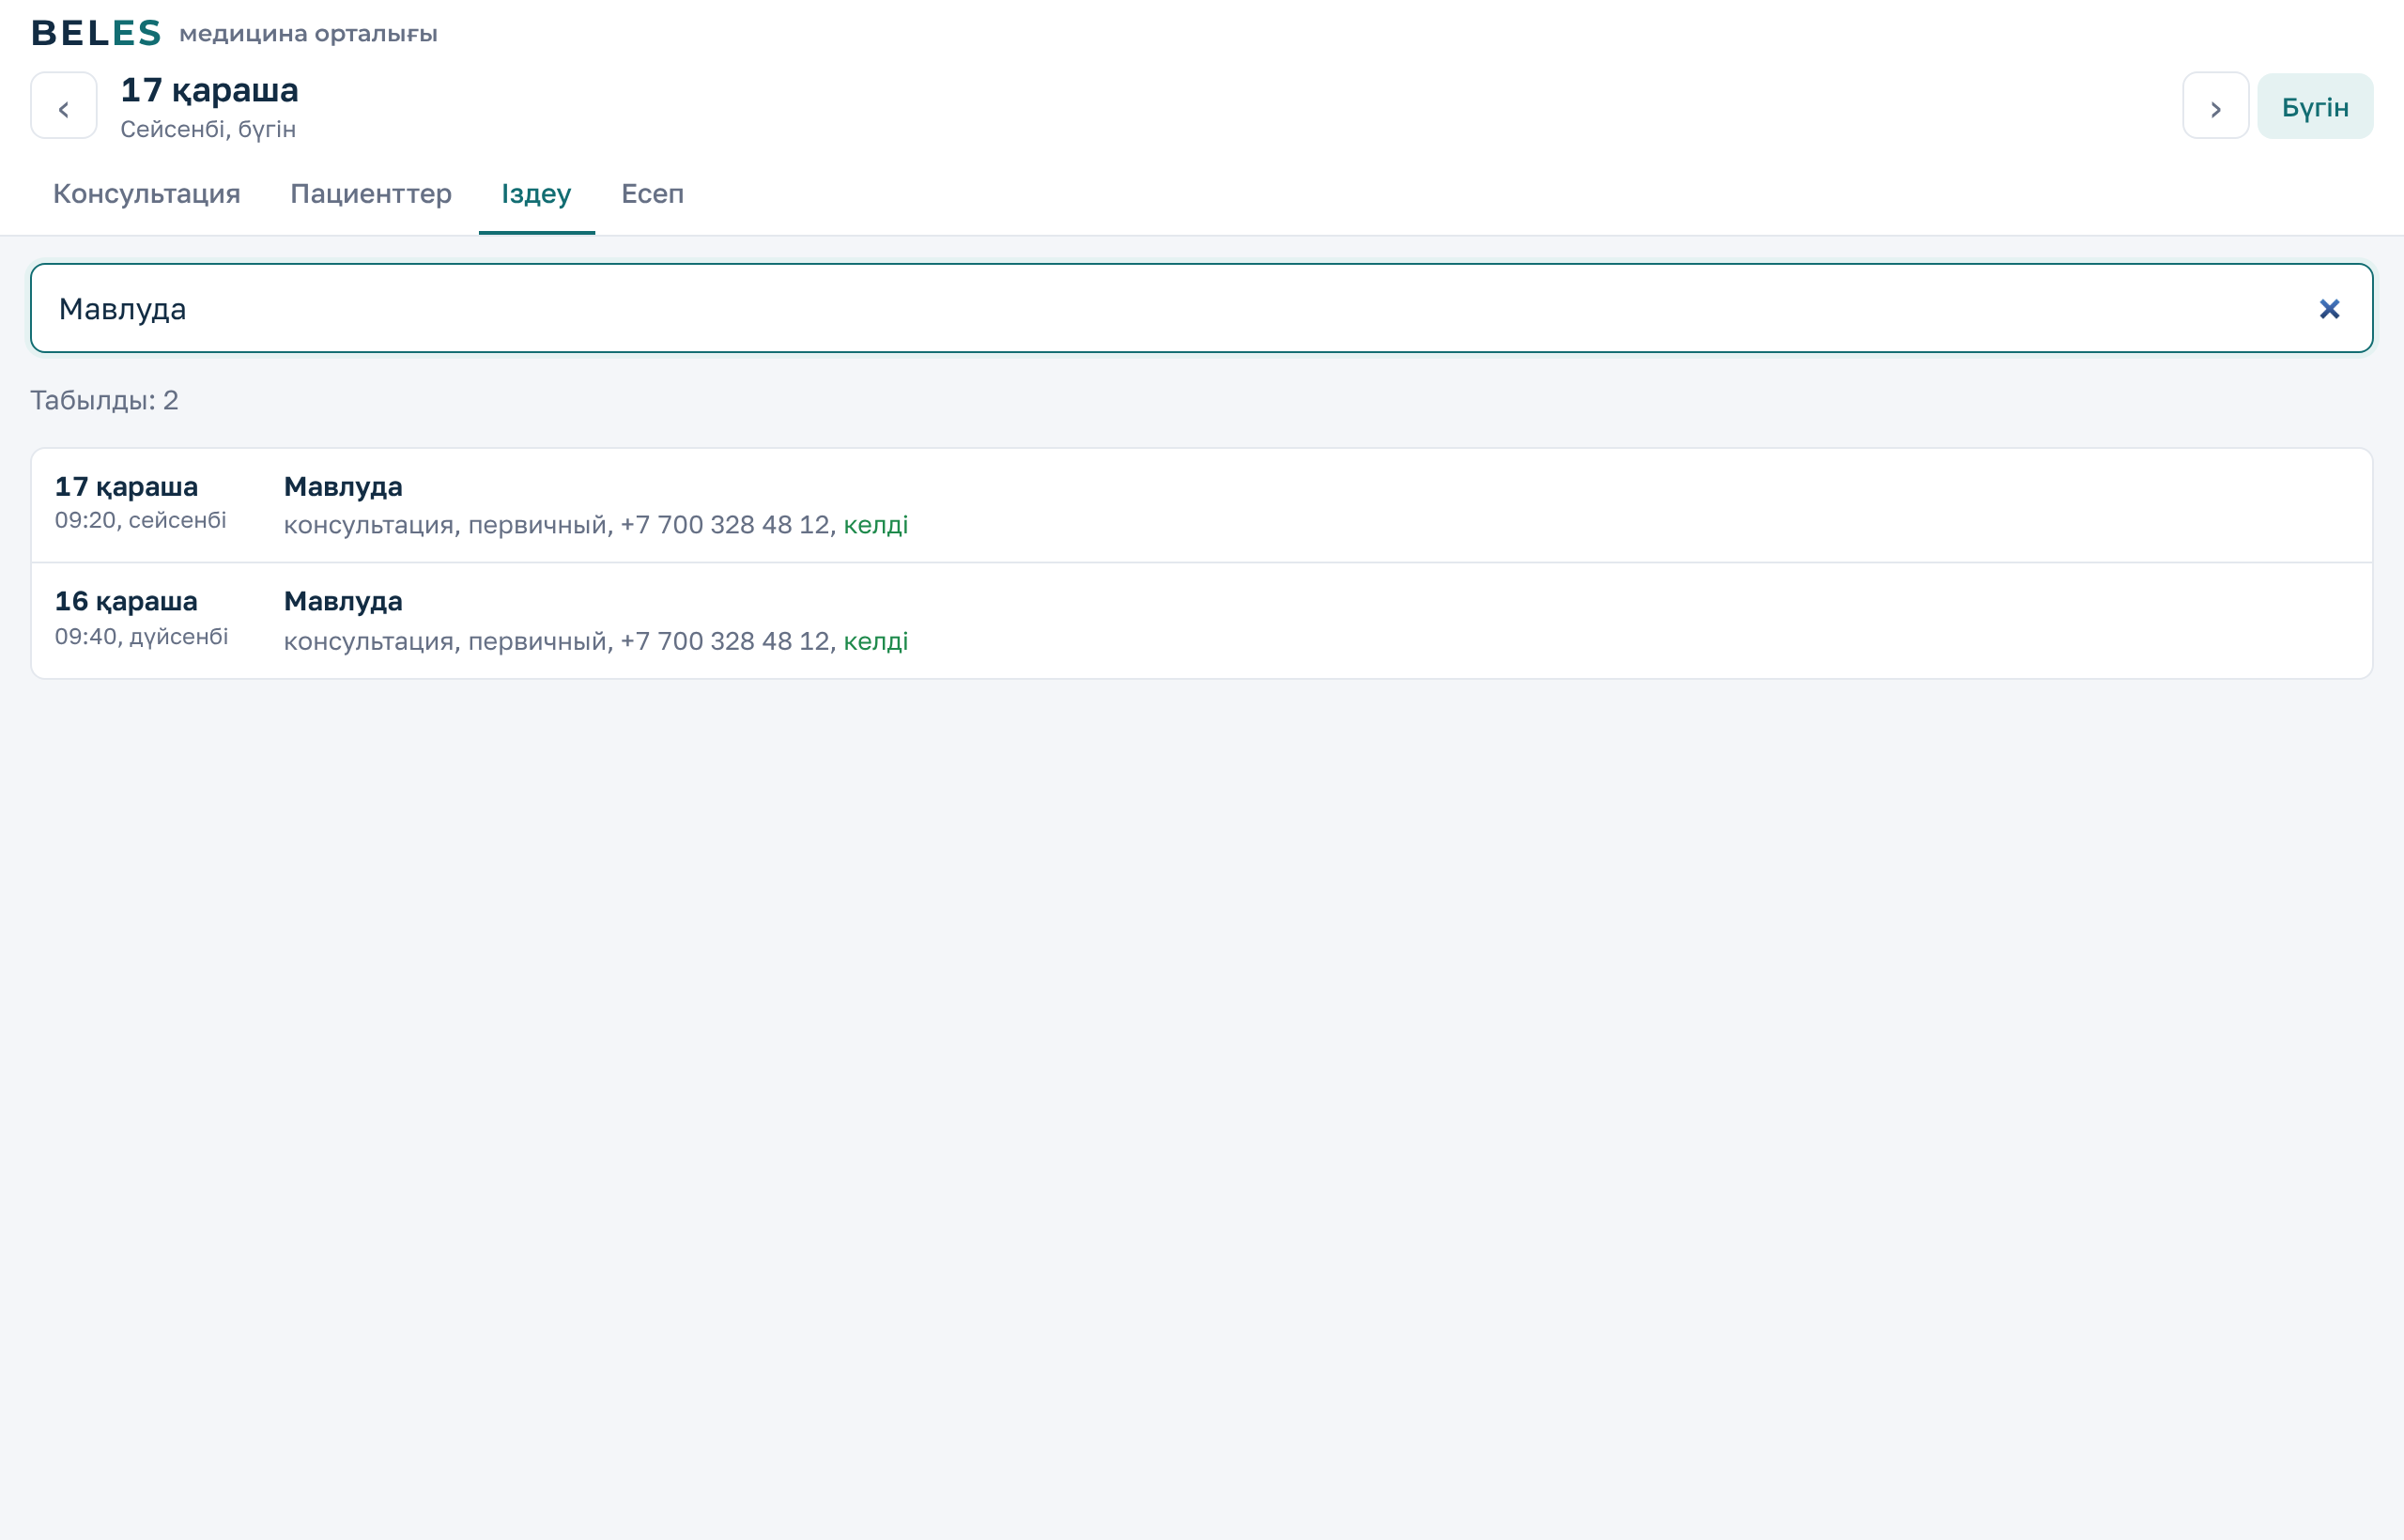 BELES медицина орталығы
17 қараша
Сейсенбі, бүгін
Бүгін
Консультация Пациенттер Іздеу Есеп
Мавлуда
Табылды: 2
17 қараша Мавлуда
09:20, сейсенбі консультация, первичный, +7 700 328 48 12, келді
16 қараша Мавлуда
09:40, дүйсенбі консультация, первичный, +7 700 328 48 12, келді